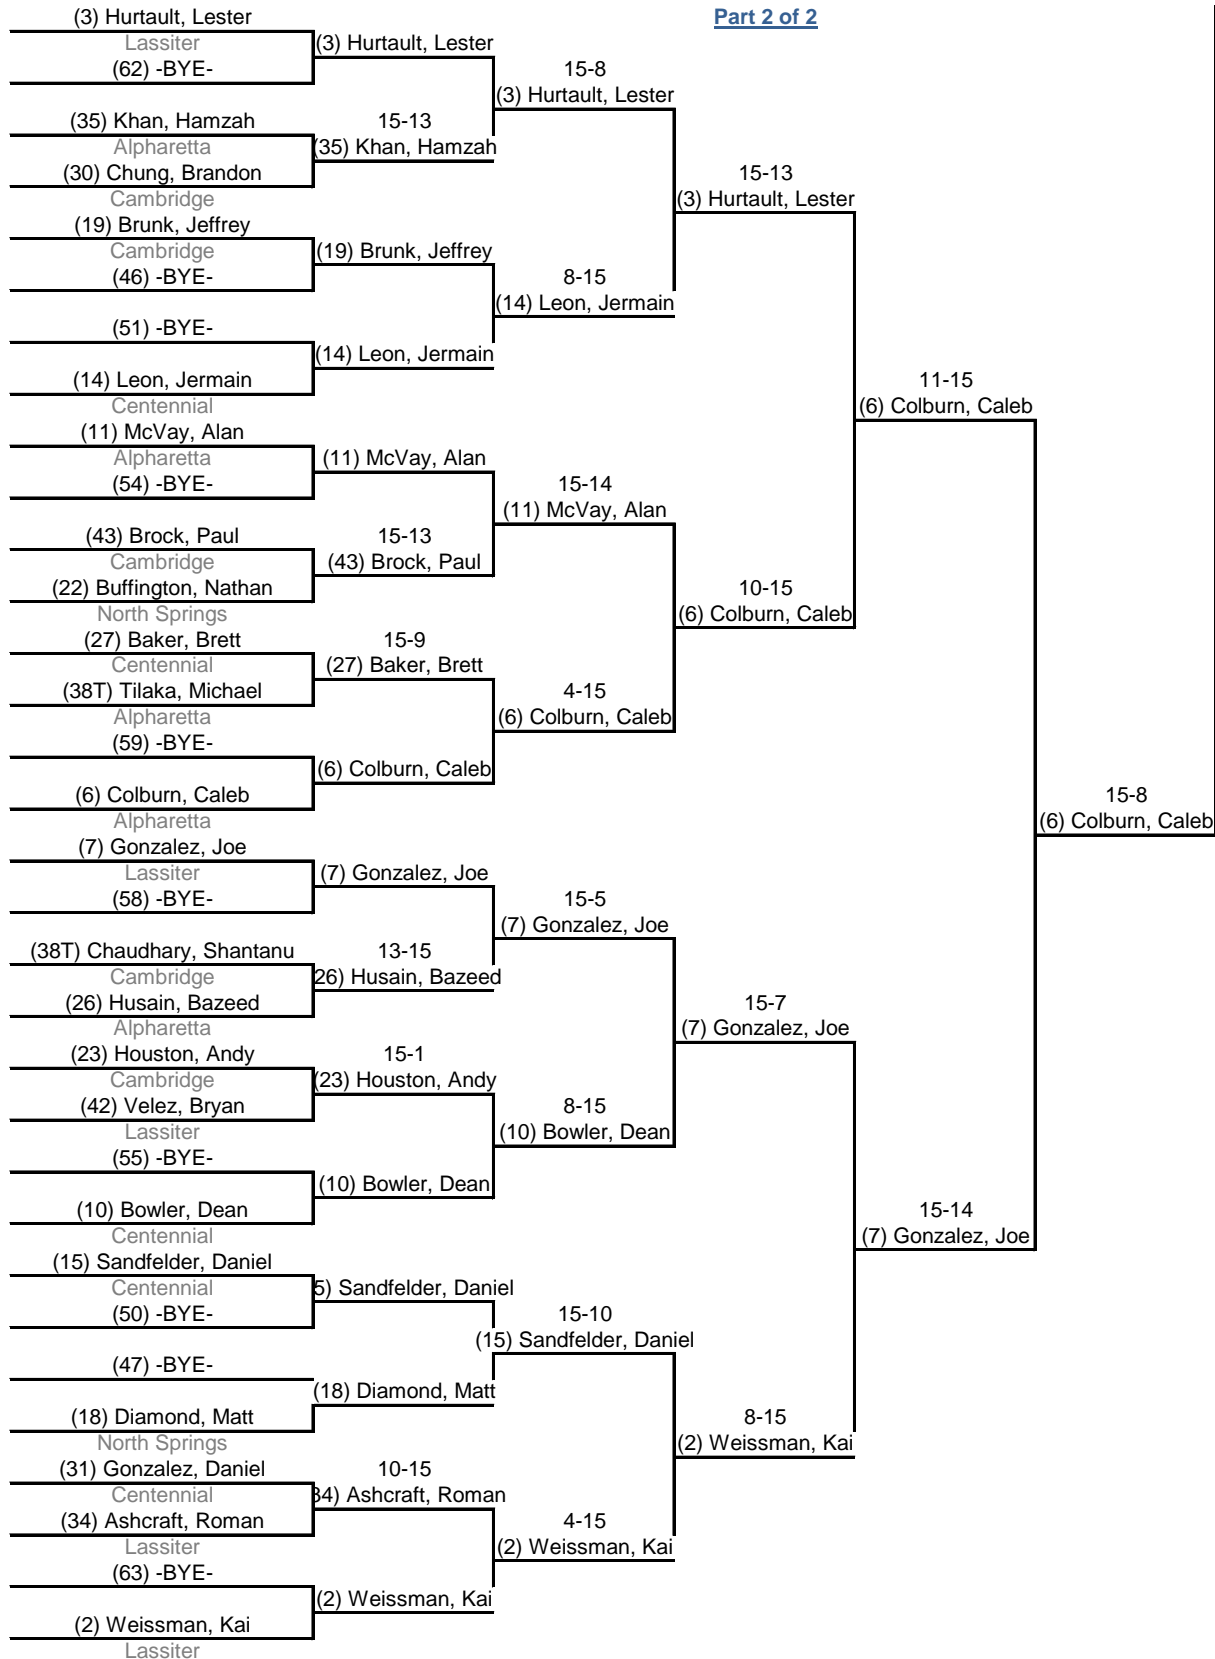 Part 2 of 2
(3) Hurtault, Lester
Lassiter
(62) -BYE-
(35) Khan, Hamzah
Alpharetta
(30) Chung, Brandon
Cambridge
(19) Brunk, Jeffrey
Cambridge
(46) -BYE-
(51) -BYE-
(14) Leon, Jermain
Centennial
(11) McVay, Alan
Alpharetta
(54) -BYE-
(43) Brock, Paul
Cambridge
(22) Buffington, Nathan
North Springs
(27) Baker, Brett
Centennial
(38T) Tilaka, Michael
Alpharetta
(59) -BYE-
(6) Colburn, Caleb
Alpharetta
(7) Gonzalez, Joe
Lassiter
(58) -BYE-
(38T) Chaudhary, Shantanu
Cambridge
(26) Husain, Bazeed
Alpharetta
(23) Houston, Andy
Cambridge
(42) Velez, Bryan
Lassiter
(55) -BYE-
(10) Bowler, Dean
Centennial
(15) Sandfelder, Daniel
Centennial
(50) -BYE-
(47) -BYE-
(18) Diamond, Matt
North Springs
(31) Gonzalez, Daniel
Centennial
(34) Ashcraft, Roman
Lassiter
(63) -BYE-
(2) Weissman, Kai
Lassiter
(3) Hurtault, Lester
15-13
(35) Khan, Hamzah
(19) Brunk, Jeffrey
(14) Leon, Jermain
(11) McVay, Alan
15-13
(43) Brock, Paul
15-9
(27) Baker, Brett
(6) Colburn, Caleb
(7) Gonzalez, Joe
13-15
26) Husain, Bazeed
15-1
(23) Houston, Andy
(10) Bowler, Dean
5) Sandfelder, Daniel
(18) Diamond, Matt
10-15
34) Ashcraft, Roman
(2) Weissman, Kai
15-8
(3) Hurtault, Lester
8-15
(14) Leon, Jermain
15-14
(11) McVay, Alan
4-15
(6) Colburn, Caleb
15-5
(7) Gonzalez, Joe
8-15
(10) Bowler, Dean
15-10
(15) Sandfelder, Daniel
4-15
(2) Weissman, Kai
15-13
(3) Hurtault, Lester
10-15
(6) Colburn, Caleb
15-7
(7) Gonzalez, Joe
8-15
(2) Weissman, Kai
11-15
(6) Colburn, Caleb
15-14
(7) Gonzalez, Joe
15-8
(6) Colburn, Caleb